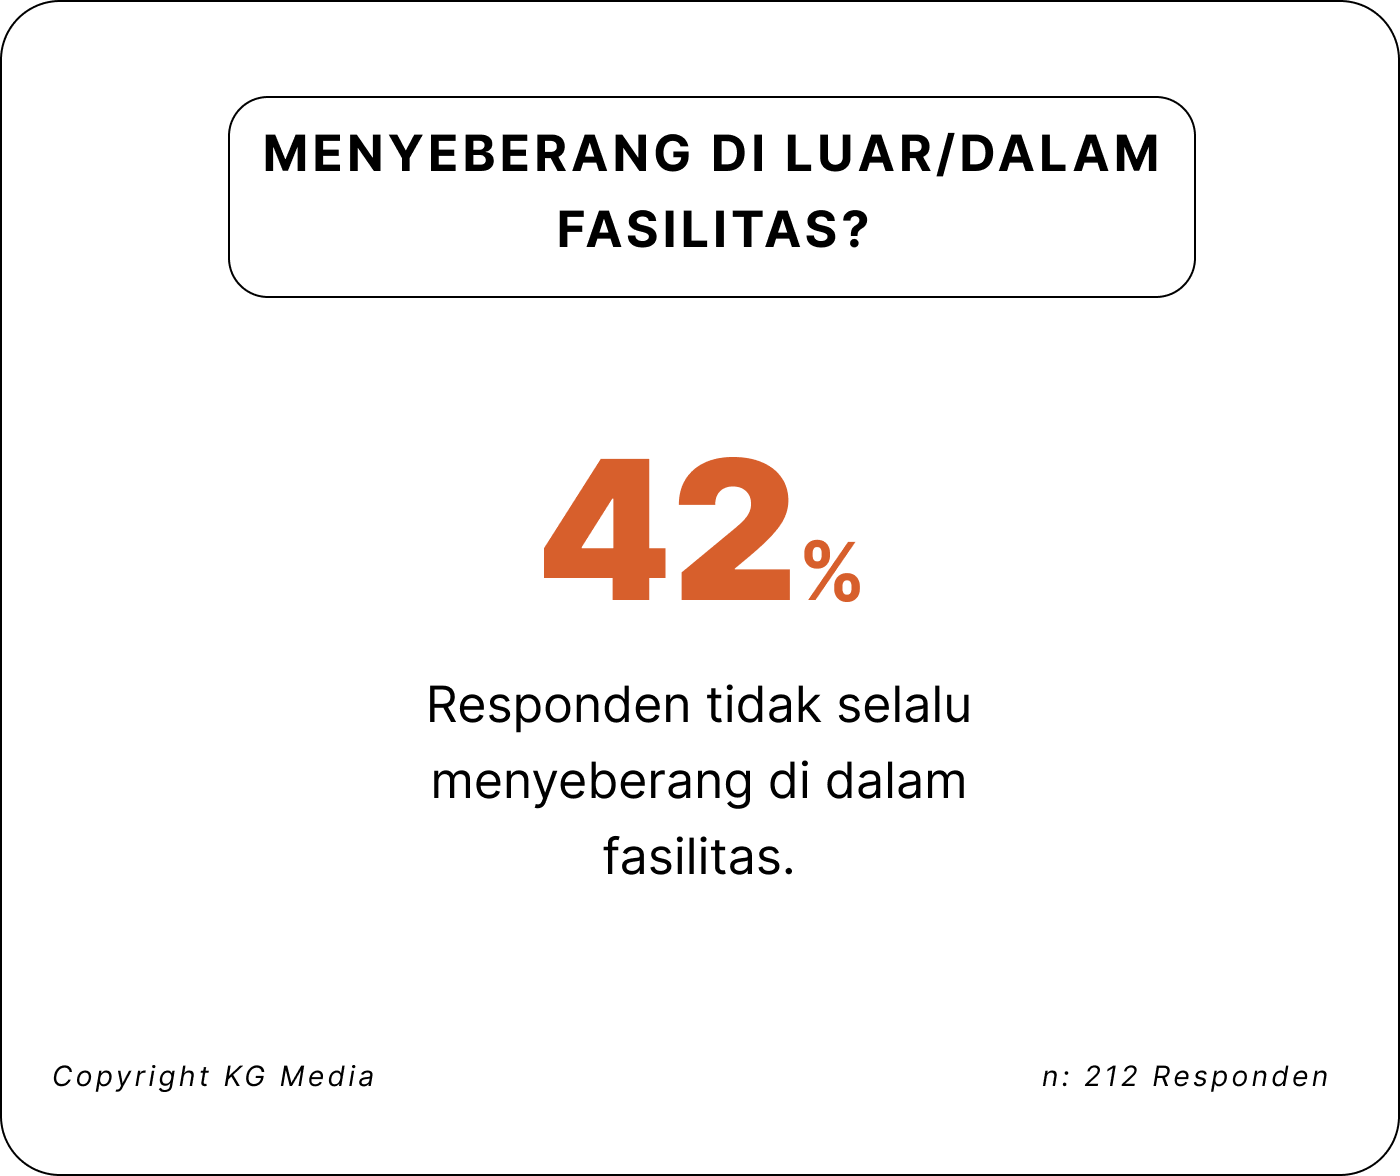 MENYEBERANG DI LUAR/DALAM
FASILITAS?
42%
Responden tidak selalu
menyeberang di dalam
fasilitas.
Copyright KG Media
n: 212 Responden